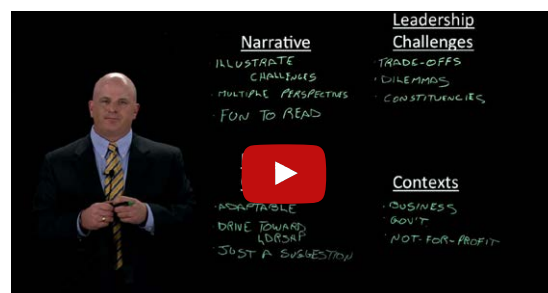 Narrative
ILLUSTRATE
CHALLENGES
· MULTIPLE PERSPECTIVES
· FUN TO READ
Leadership
Challenges
· TRADE-OFFS
· DILEMMAS
· CONSTITUENCIES
· ADAPTABLE
· DRIVE TOWARD
LDRSHP
· JUST A SUGGESTION
Contexts
· BUSINESS
· GOV'T
· NOT-FOR-PROFIT